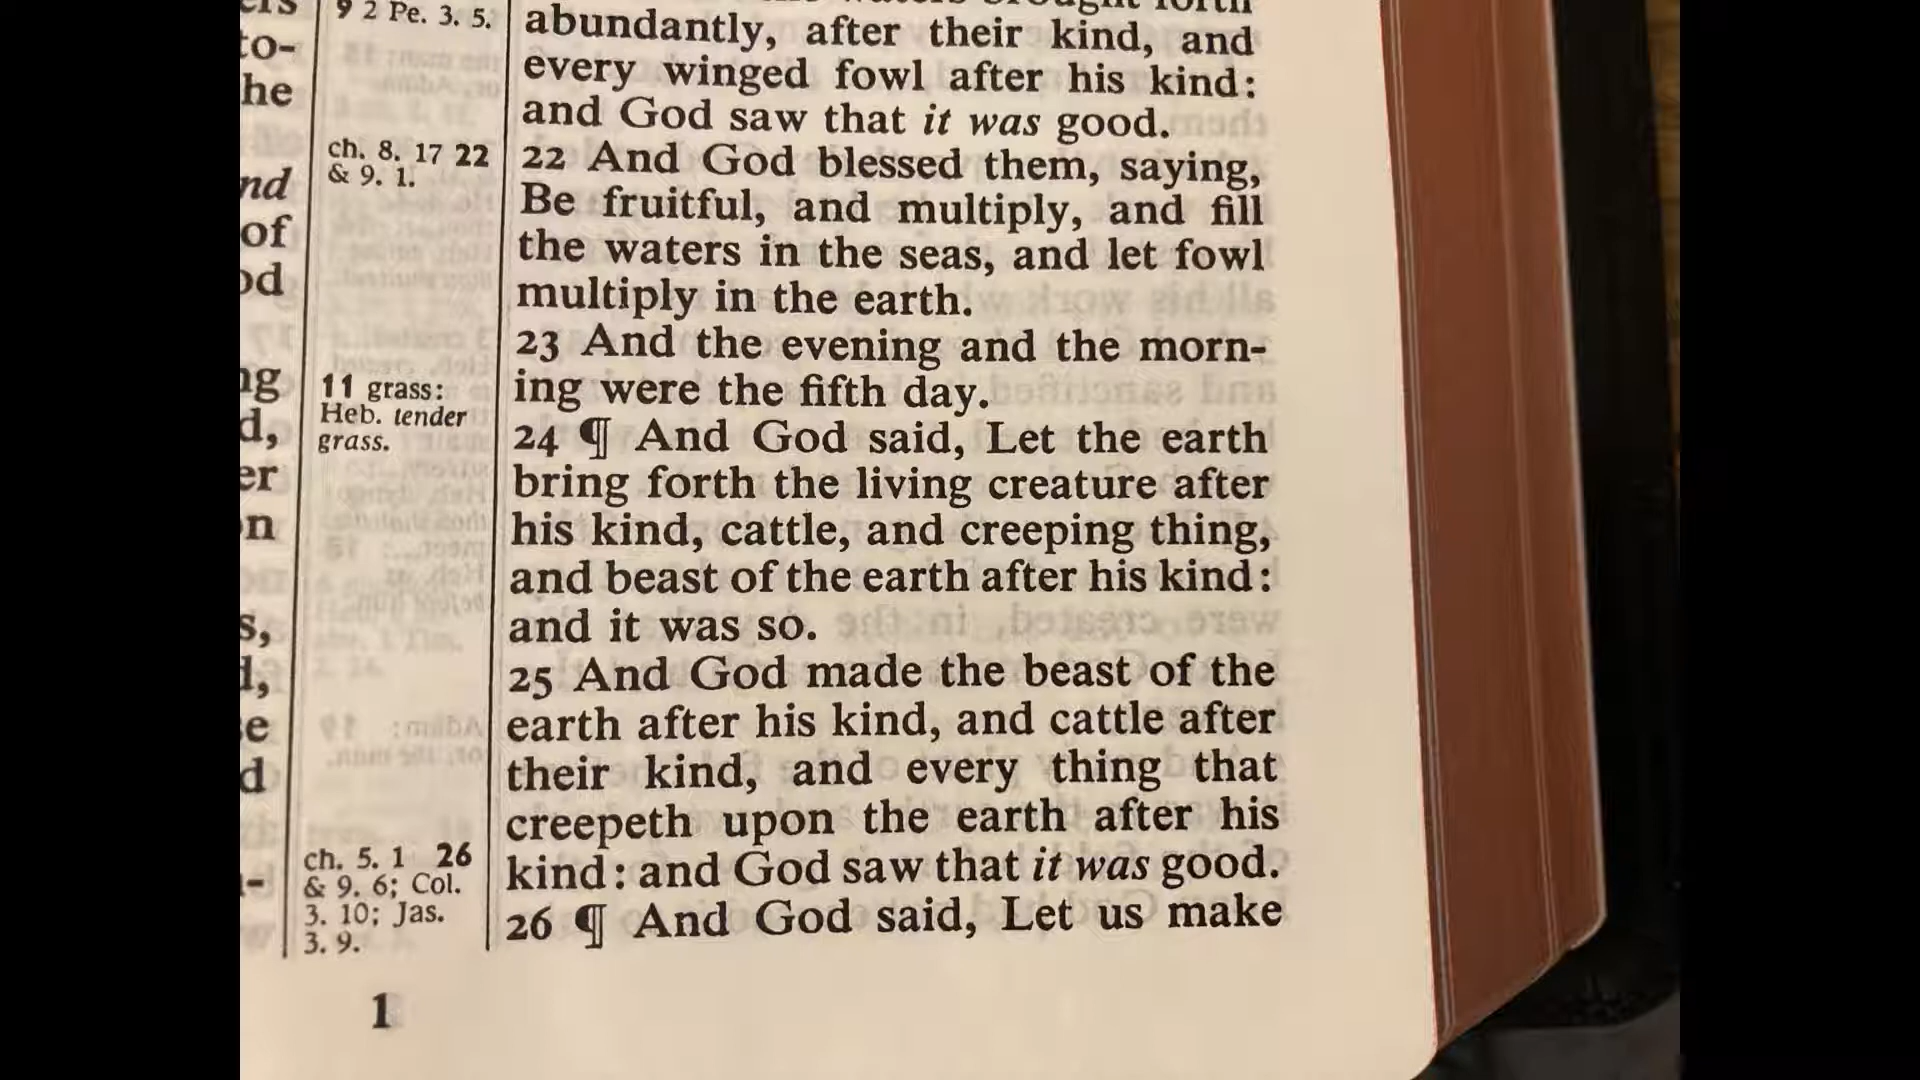 to-
he
nd
of
9 2 Pe. 3. 5.
ch. 8. 17 22
& 9. 1.
11 grass:
Heb. tender
grass.
ch. 5. 1 26
& 9. 6; Col.
3. 10; Jas.
3. 9.
brought forth
abundantly, after their kind, and
every winged fowl after his kind:
and God saw that it was good.
22 And God blessed them, saying,
Be fruitful, and multiply, and fill
the waters in the seas, and let fowl
multiply in the earth.
23 And the evening and the morn-
ing were the fifth day.
24 ¶ And God said, Let the earth
bring forth the living creature after
his kind, cattle, and creeping thing,
and beast of the earth after his kind:
and it was so.
25 And God made the beast of the
earth after his kind, and cattle after
their kind, and every thing that
creepeth upon the earth after his
kind: and God saw that it was good.
26 ¶ And God said, Let us make
1